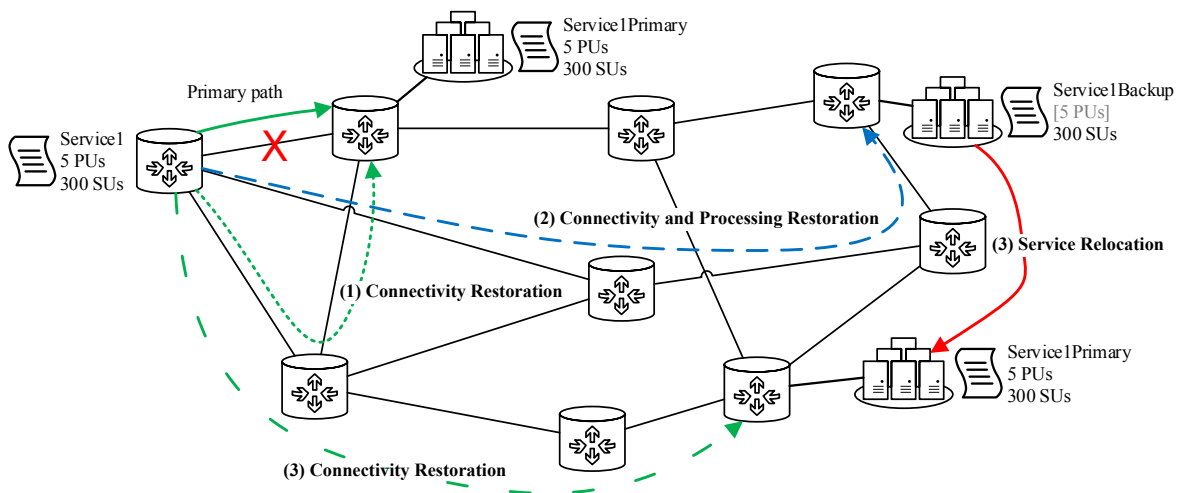 Service1Primary
5 PUs
300 SUs
Primary path
Service1
5 PUs
300 SUs
X
Service1Backup
[5 PUs]
300 SUs
(2) Connectivity and Processing Restoration
(3) Service Relocation
(1) Connectivity Restoration
Service1Primary
5 PUs
300 SUs
(3) Connectivity Restoration